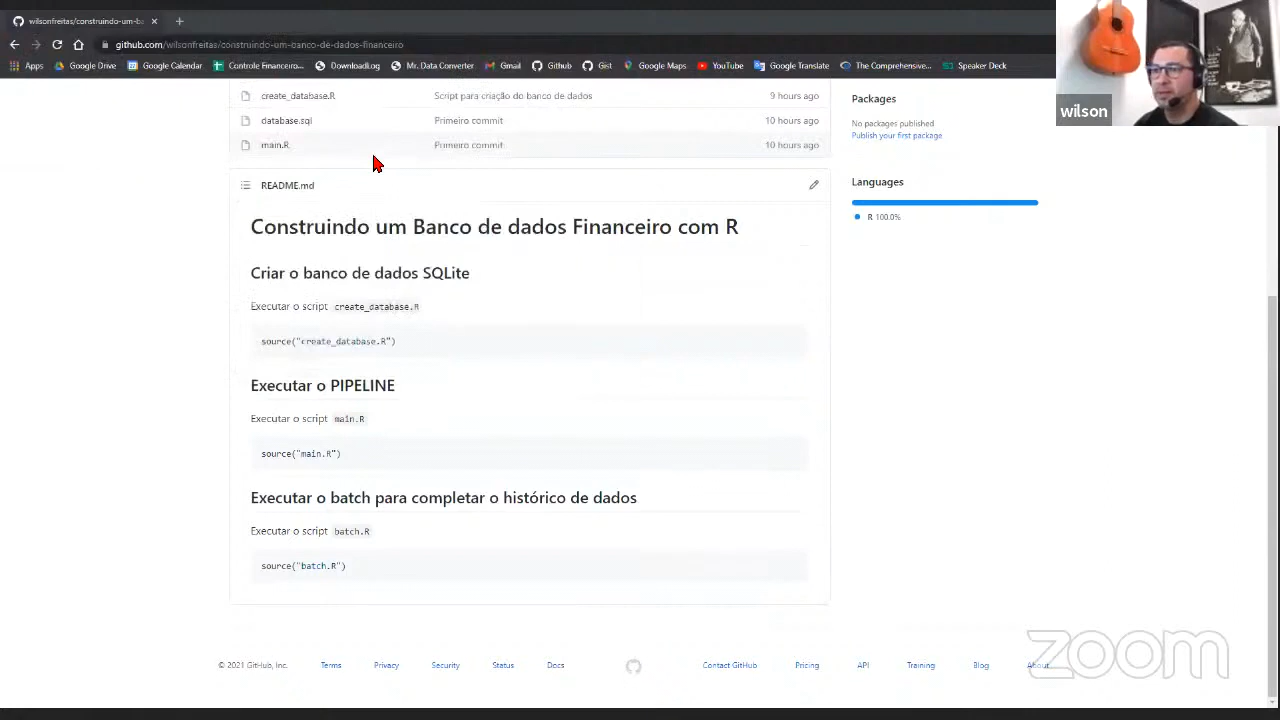 wilsonfreitas/construindo-um-ba
github.com/wilsonfreitas/construindo-um-banco-de-dados-financeiro
Apps Google Drive Google Calendar Controle Financeiro... DownloadLog Mr. Data Converter Gmail Github Gist Google Maps YouTube Google Translate The Comprehensive... Speaker Deck
wilson
create_database.R Script para criação do banco de dados 9 hours ago
database.sql Primeiro commit 10 hours ago
main.R Primeiro commit 10 hours ago
Packages
No packages published
Publish your first package
Languages
R 100.0%
README.md
Construindo um Banco de dados Financeiro com R
Criar o banco de dados SQLite
Executar o script create_database.R
source("create_database.R")
Executar o PIPELINE
Executar o script main.R
source("main.R")
Executar o batch para completar o histórico de dados
Executar o script batch.R
source("batch.R")
© 2021 GitHub, Inc. Terms Privacy Security Status Docs Contact GitHub Pricing API Training Blog About
zoom